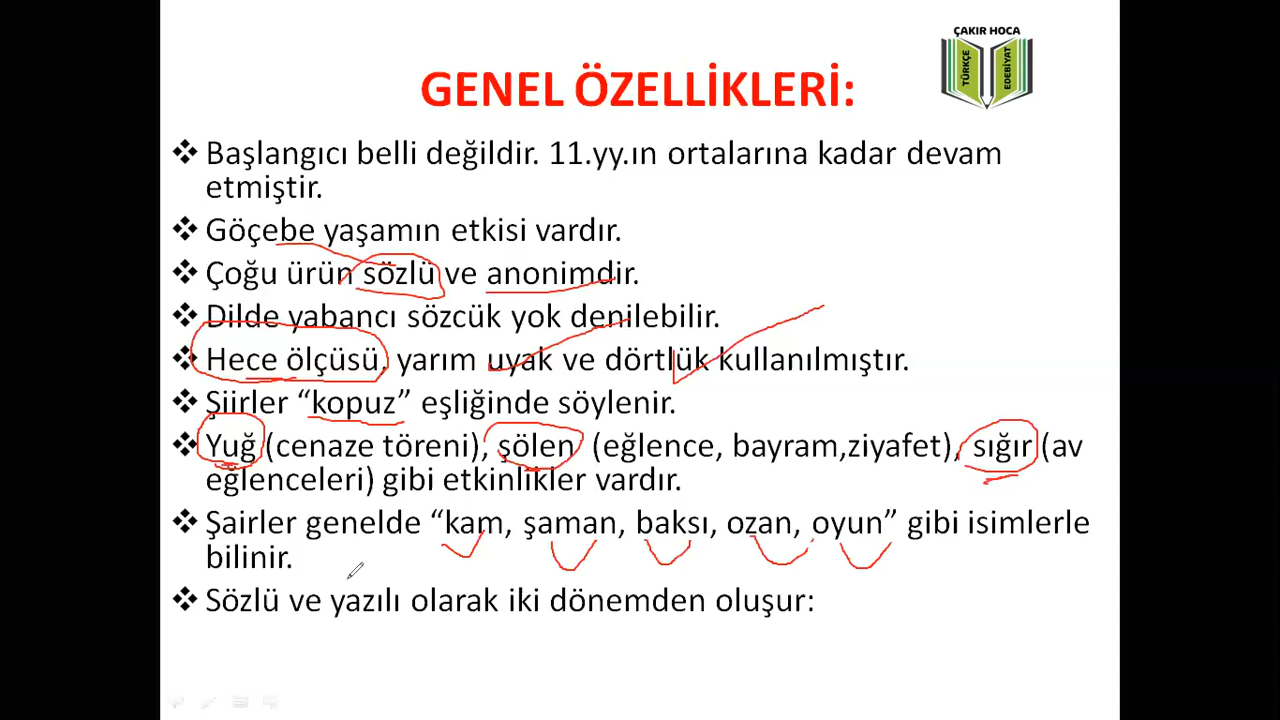 ÇAKIR HOCA
TÜRKÇE
EDEBİYAT
GENEL ÖZELLİKLERİ:
❖ Başlangıcı belli değildir. 11.yy.ın ortalarına kadar devam
etmiştir.
❖ Göçebe yaşamın etkisi vardır.
❖ Çoğu ürün sözlü ve anonimdir.
❖ Dilde yabancı sözcük yok denilebilir.
❖ Hece ölçüsü, yarım uyak ve dörtlük kullanılmıştır.
❖ Şiirler “kopuz” eşliğinde söylenir.
❖ Yuğ (cenaze töreni), şölen (eğlence, bayram,ziyafet), sığır (av
eğlenceleri) gibi etkinlikler vardır.
❖ Şairler genelde “kam, şaman, baksı, ozan, oyun” gibi isimlerle
bilinir.
❖ Sözlü ve yazılı olarak iki dönemden oluşur: